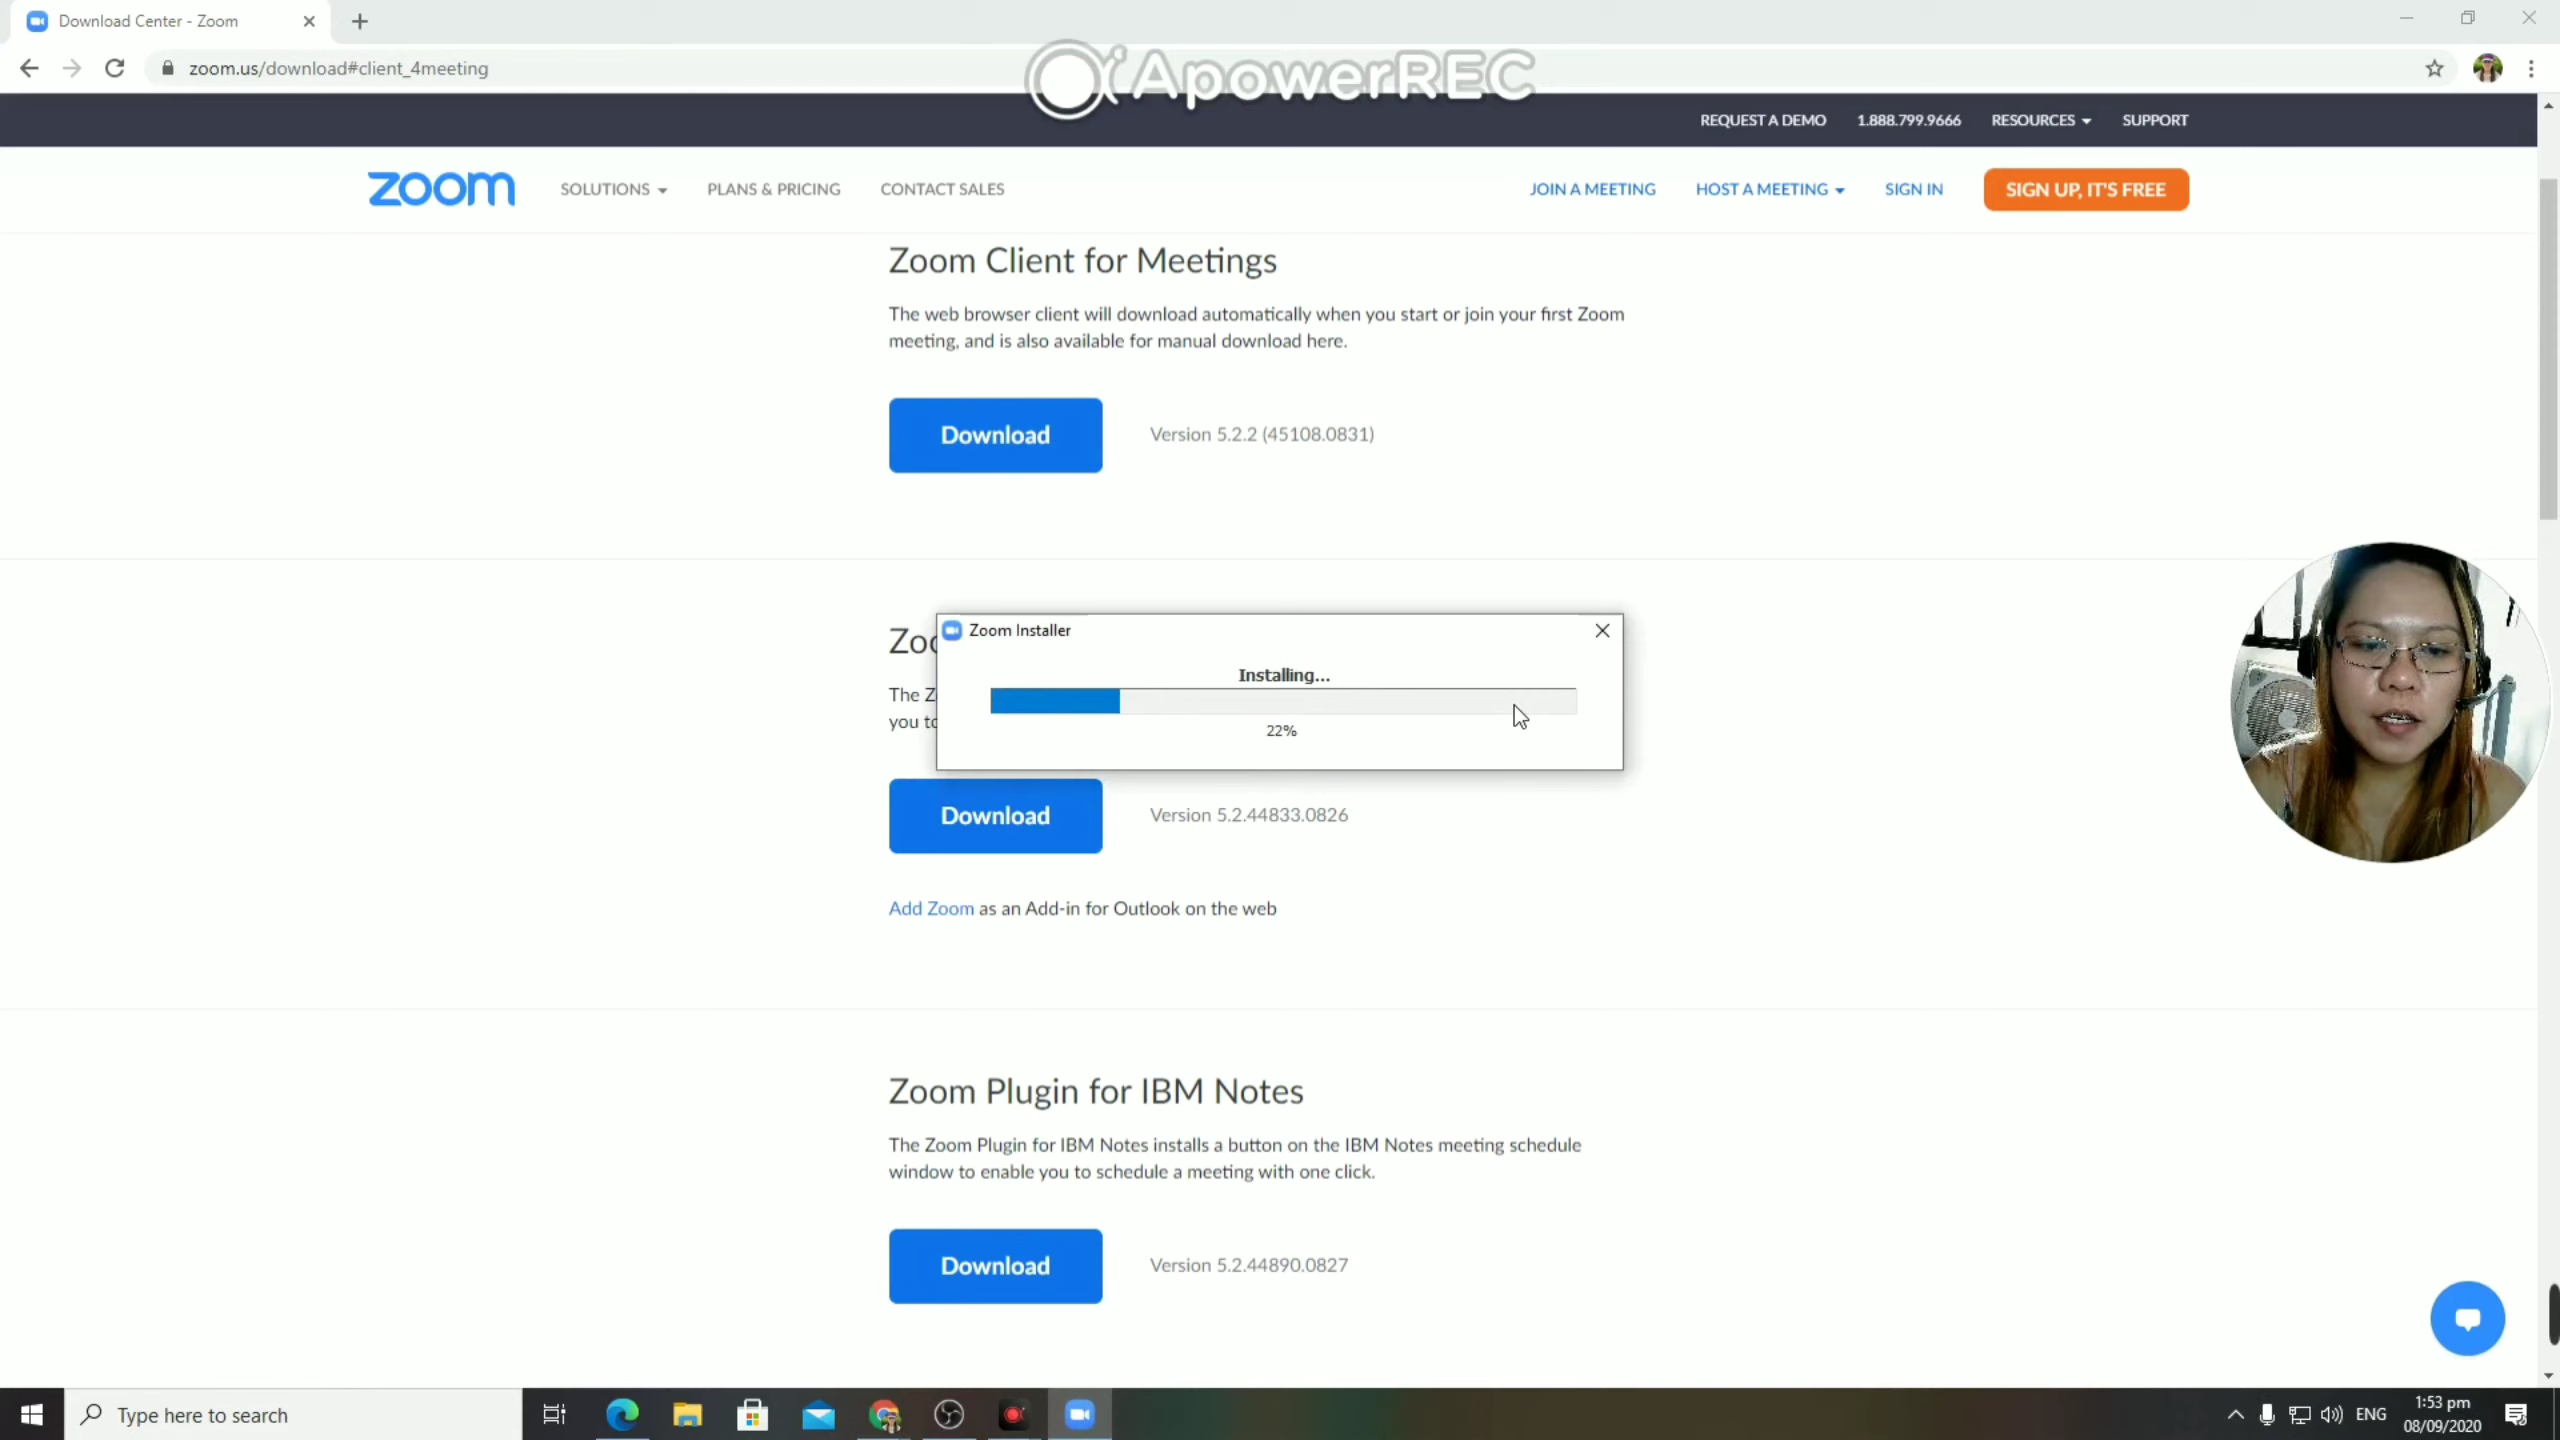 Download Center - Zoom
zoom.us/download#client_4meeting
ApowerREC
REQUEST A DEMO 1.888.799.9666 RESOURCES SUPPORT
zoom SOLUTIONS PLANS & PRICING CONTACT SALES JOIN A MEETING HOST A MEETING SIGN IN SIGN UP, IT'S FREE
Zoom Client for Meetings
The web browser client will download automatically when you start or join your first Zoom
meeting, and is also available for manual download here.
Download Version 5.2.2 (45108.0831)
Zoom Installer
Installing...
22%
Zoo
The Z
you to
Download Version 5.2.44833.0826
Add Zoom as an Add-in for Outlook on the web
Zoom Plugin for IBM Notes
The Zoom Plugin for IBM Notes installs a button on the IBM Notes meeting schedule
window to enable you to schedule a meeting with one click.
Download Version 5.2.44890.0827
Type here to search
ENG
1:53 pm
08/09/2020